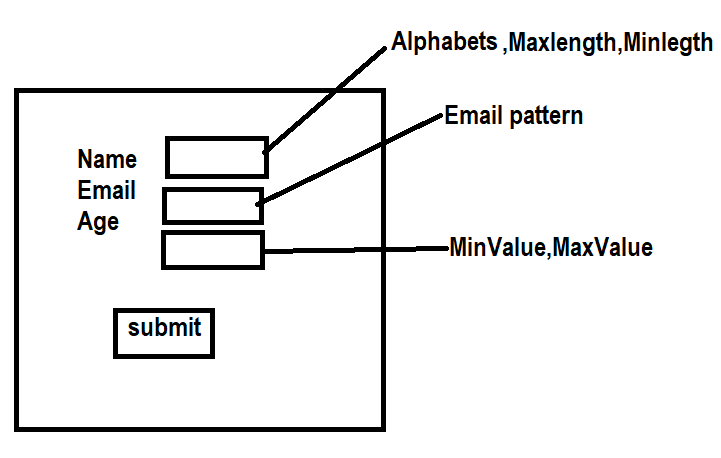 Alphabets ,Maxlength,Minlegth
Email pattern
Name
Email
Age
MinValue,MaxValue
submit